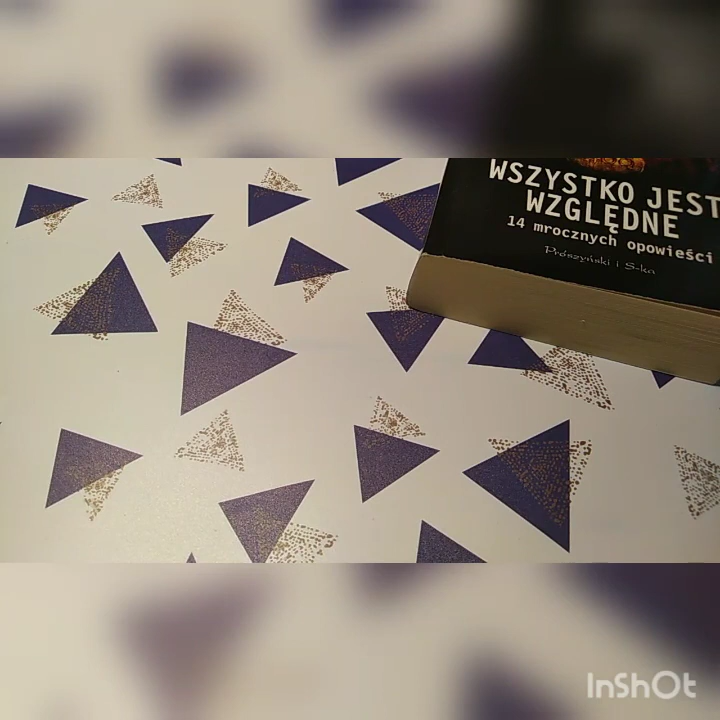 WSZYSTKO JEST
WZGLĘDNE
14 mrocznych opowieści
Prószyński i S-ka
InShOt